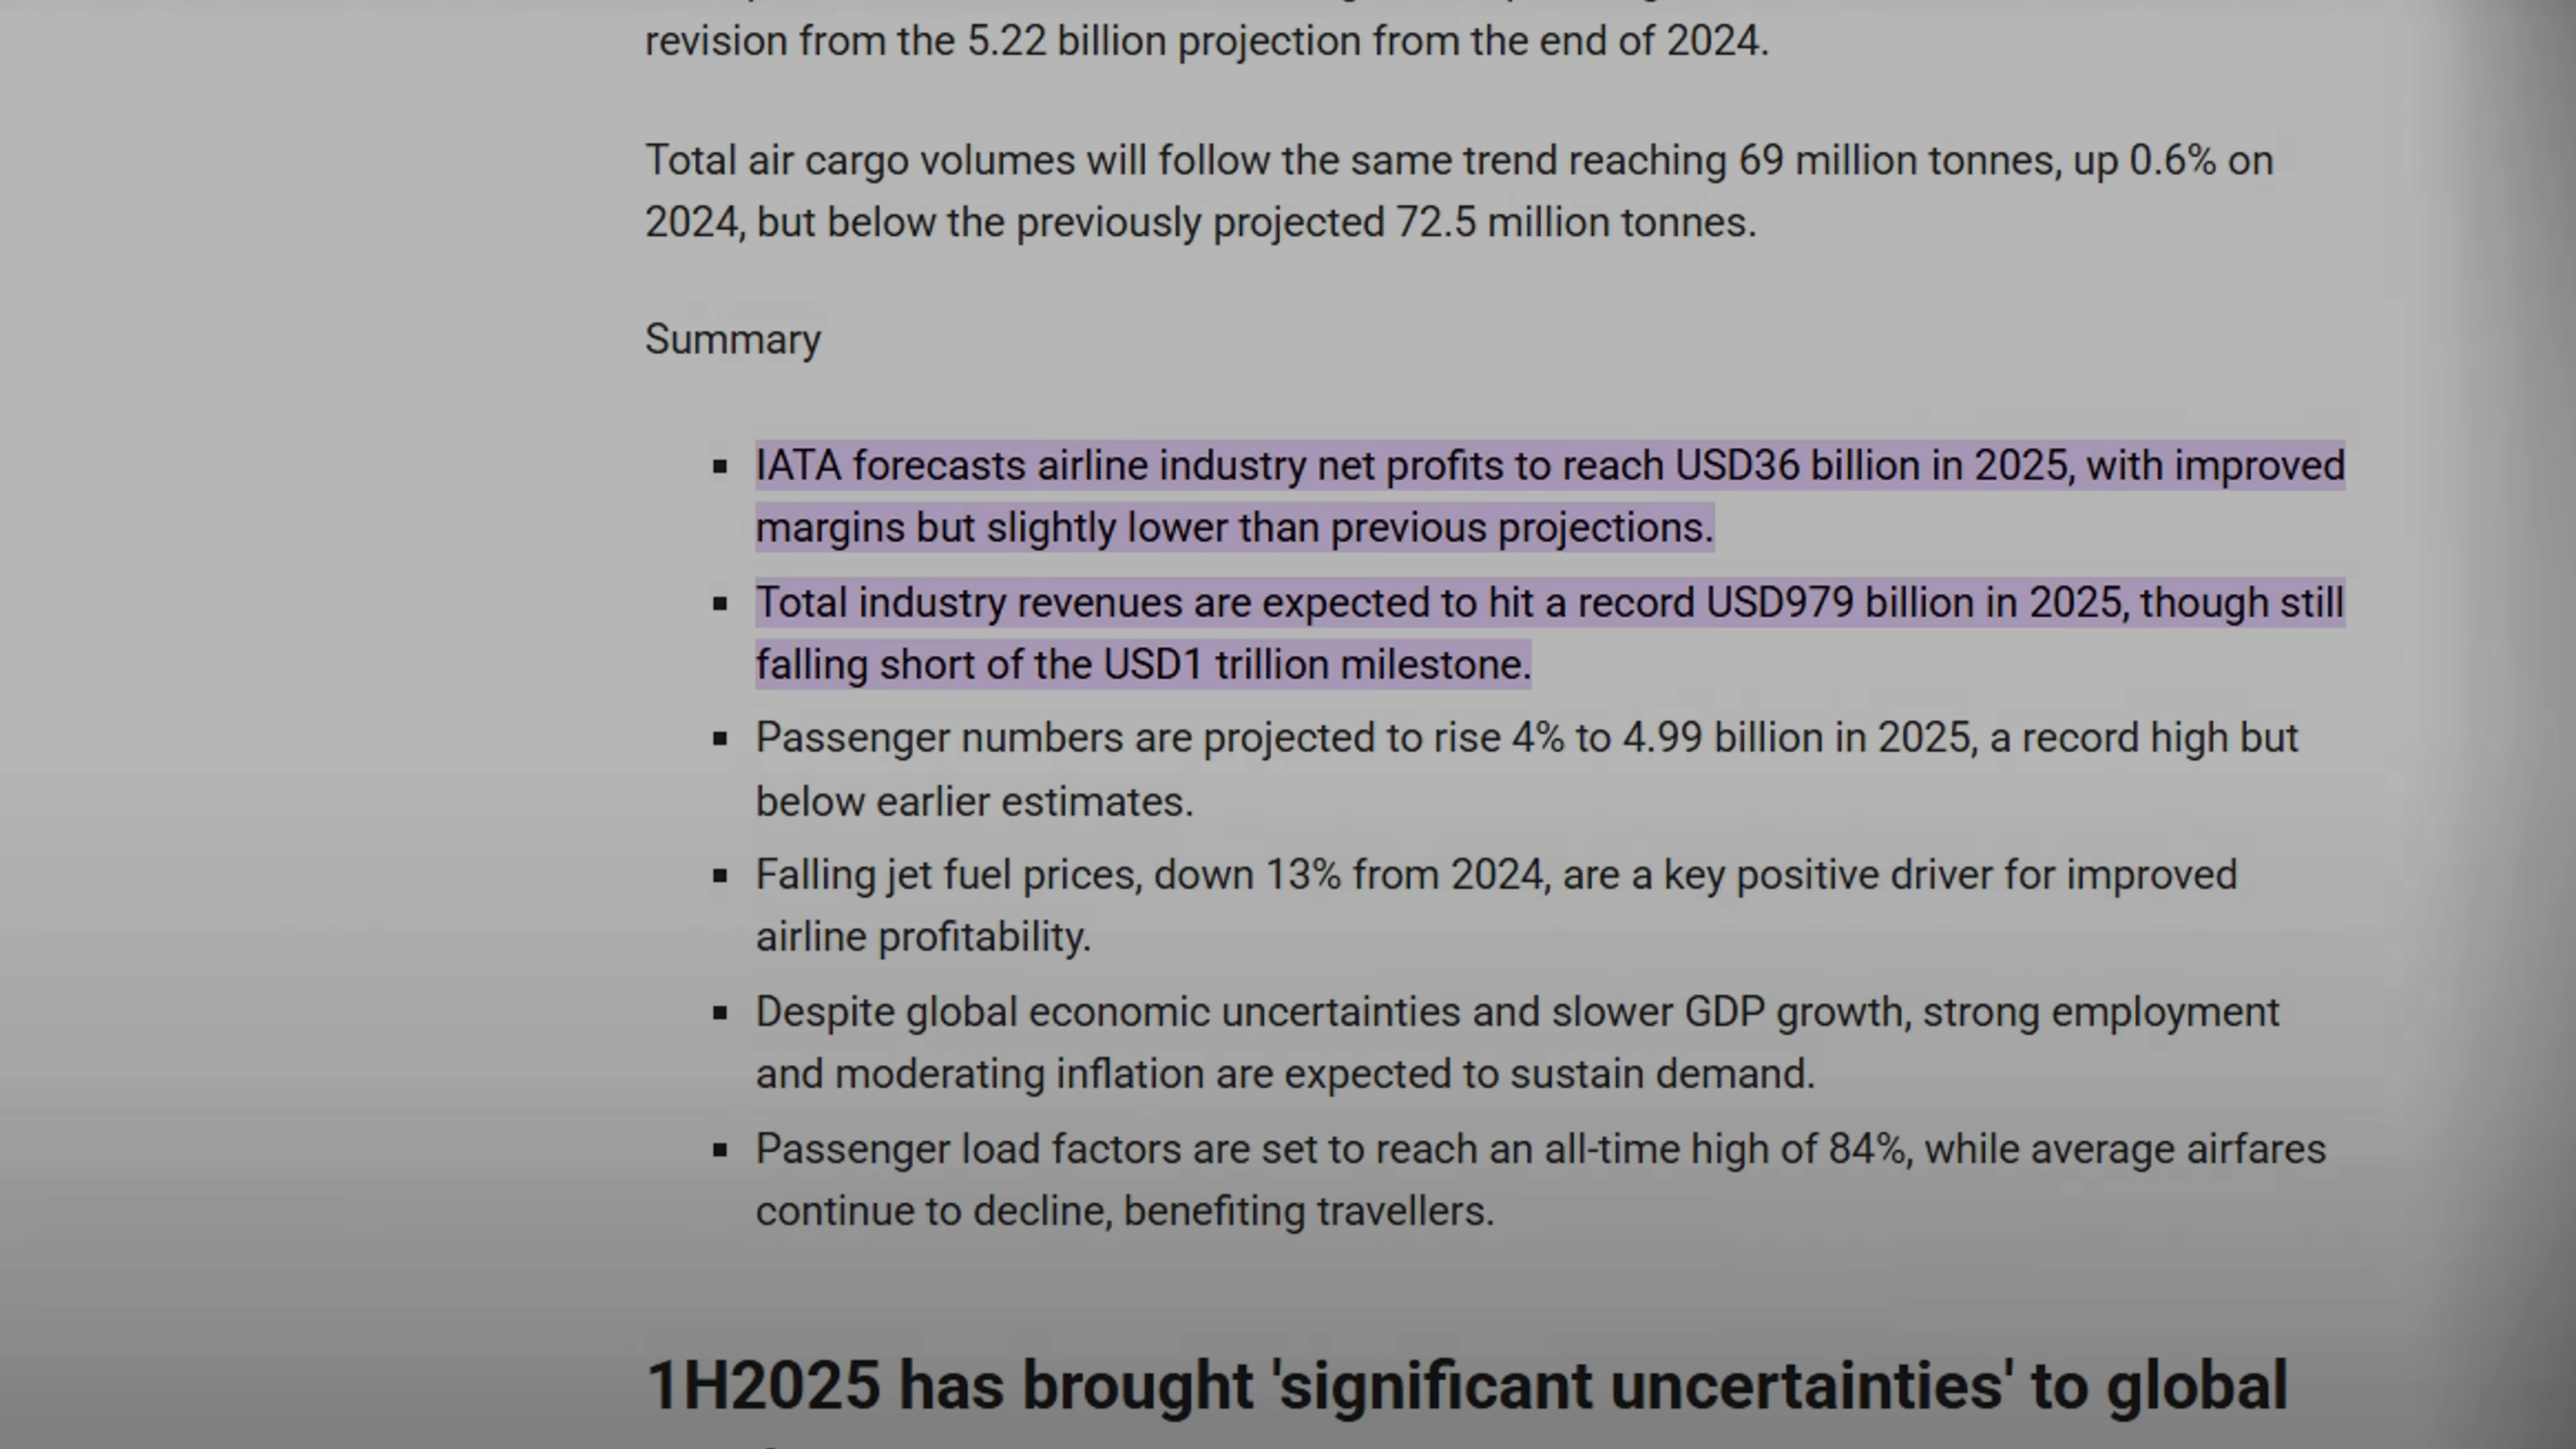 revision from the 5.22 billion projection from the end of 2024.
Total air cargo volumes will follow the same trend reaching 69 million tonnes, up 0.6% on
2024, but below the previously projected 72.5 million tonnes.
Summary
▪ IATA forecasts airline industry net profits to reach USD36 billion in 2025, with improved
margins but slightly lower than previous projections.
▪ Total industry revenues are expected to hit a record USD979 billion in 2025, though still
falling short of the USD1 trillion milestone.
▪ Passenger numbers are projected to rise 4% to 4.99 billion in 2025, a record high but
below earlier estimates.
▪ Falling jet fuel prices, down 13% from 2024, are a key positive driver for improved
airline profitability.
▪ Despite global economic uncertainties and slower GDP growth, strong employment
and moderating inflation are expected to sustain demand.
▪ Passenger load factors are set to reach an all-time high of 84%, while average airfares
continue to decline, benefiting travellers.
1H2025 has brought 'significant uncertainties' to global